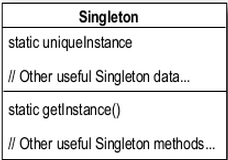 Singleton
static uniqueInstance
// Other useful Singleton data...
static getInstance()
// Other useful Singleton methods...